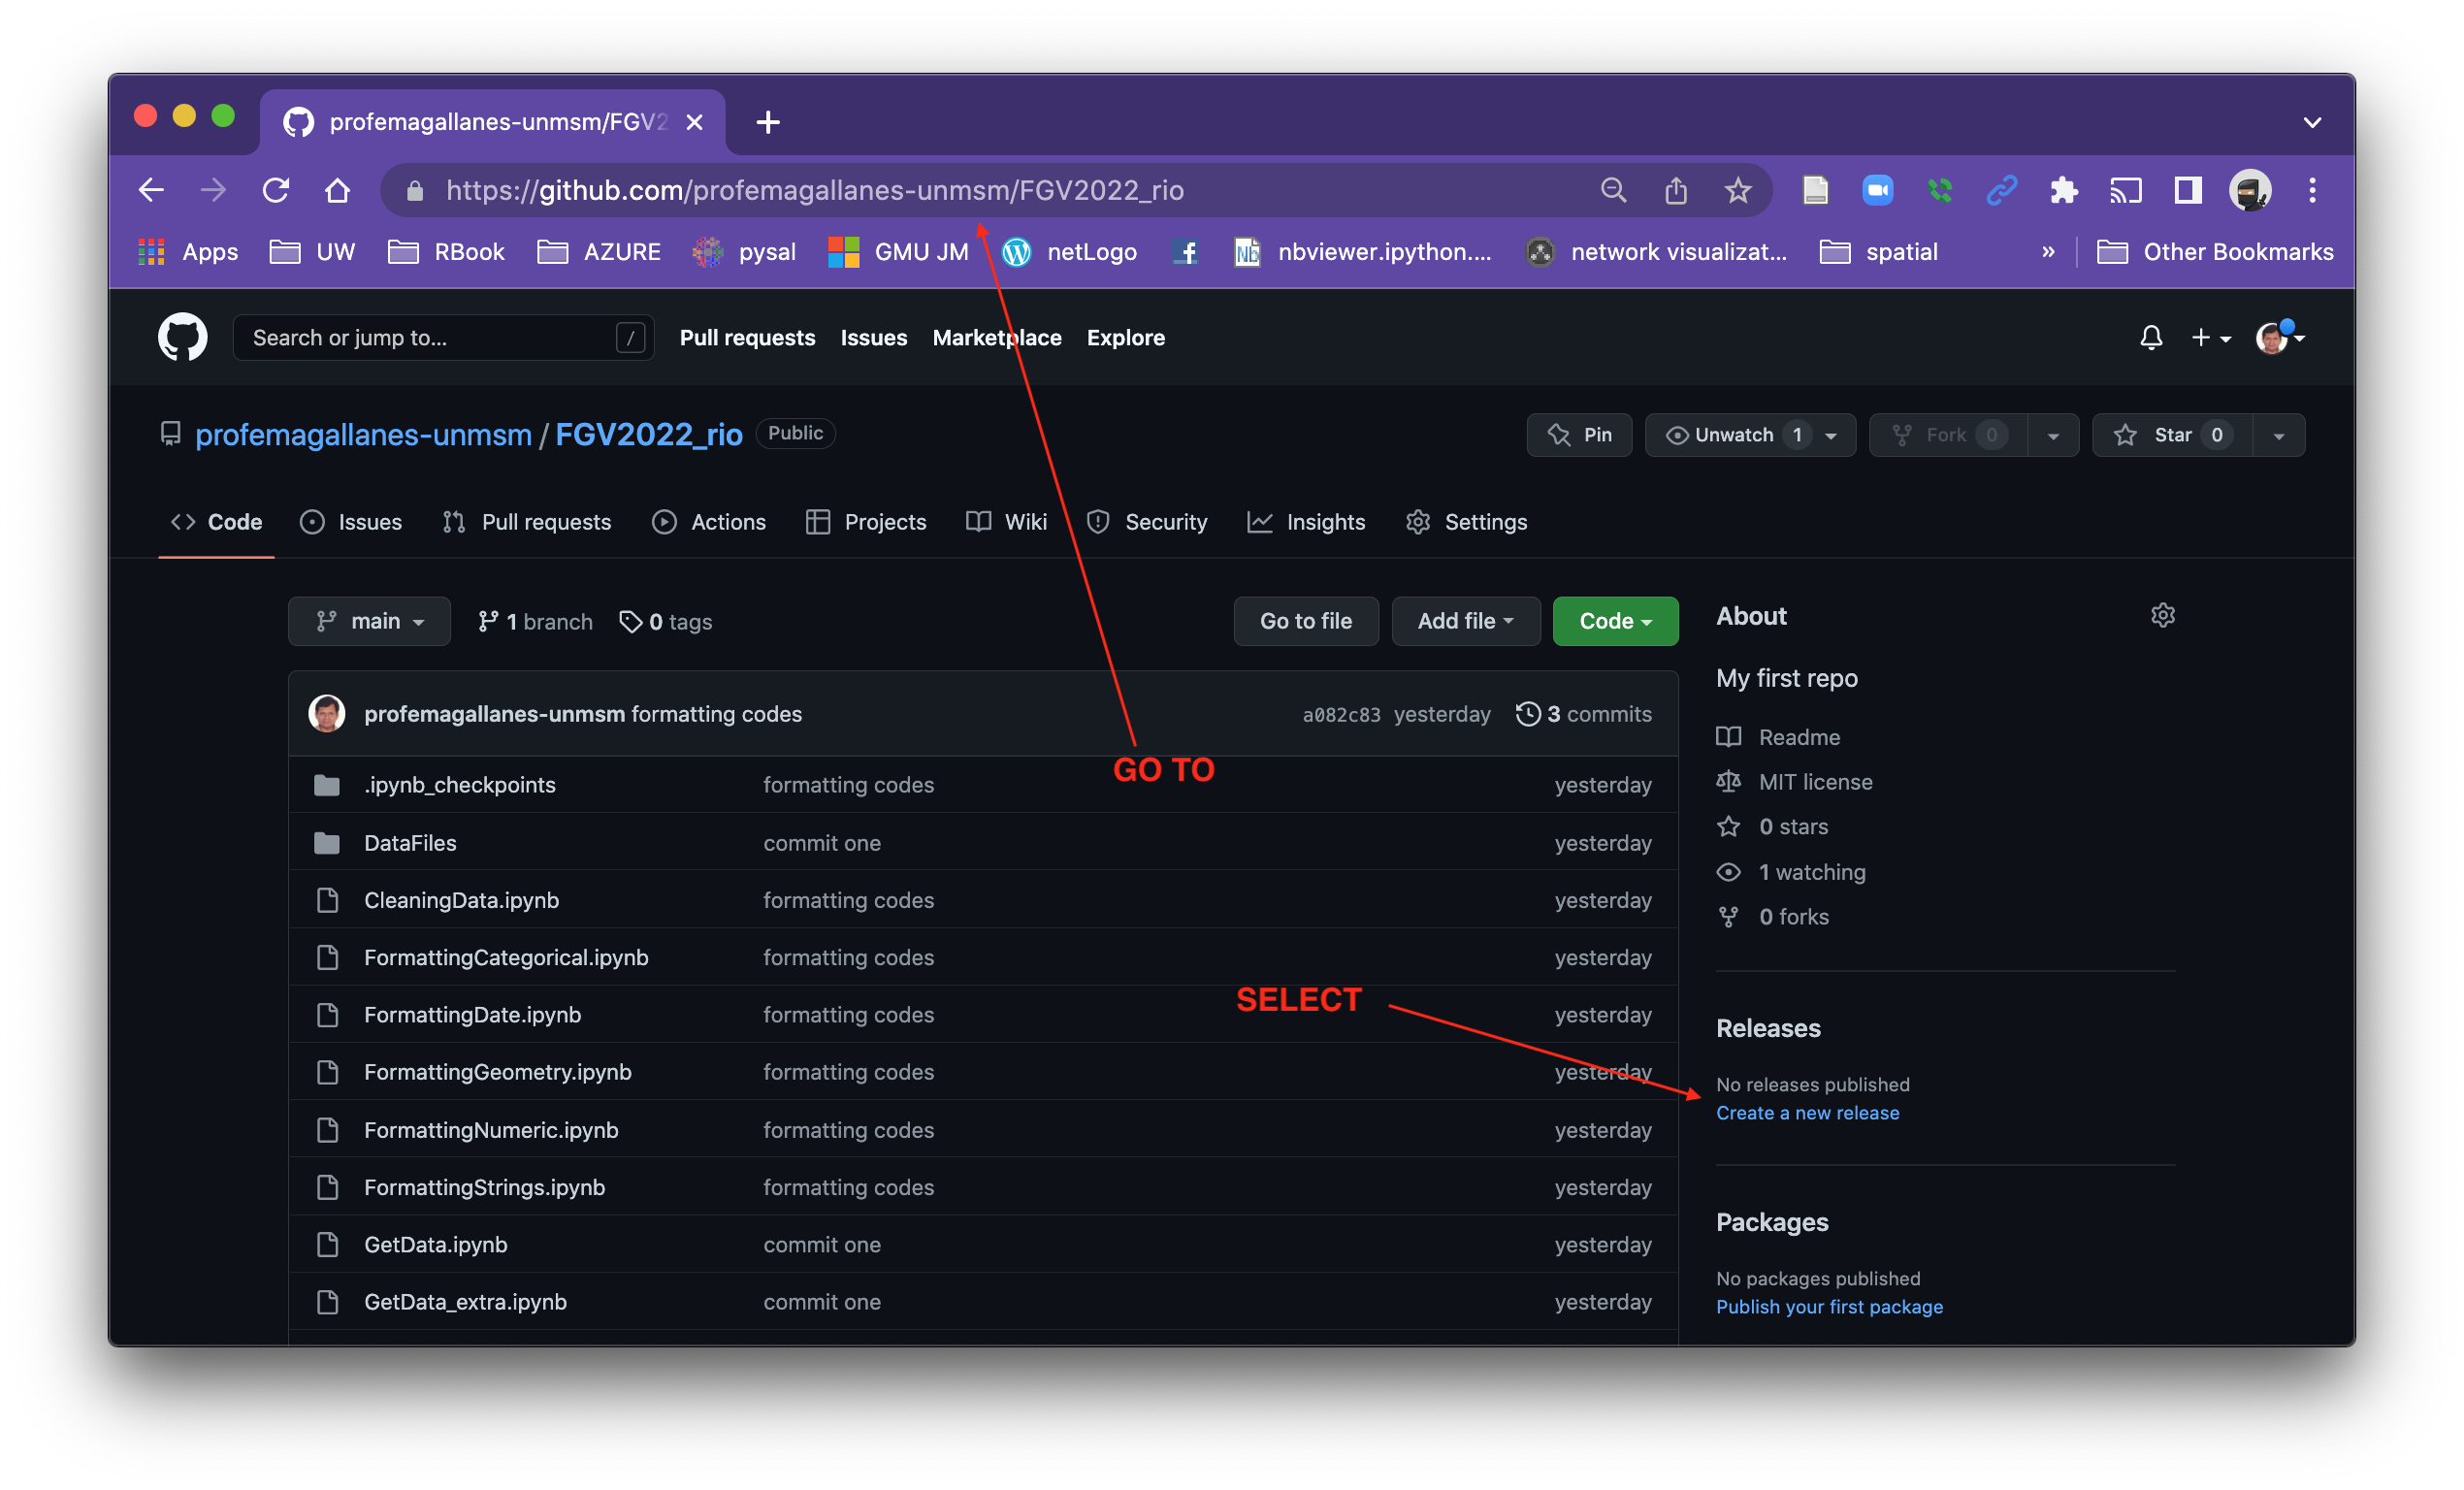 profemagallanes-unmsm/FGV2
https://github.com/profemagallanes-unmsm/FGV2022_rio
Apps UW RBook AZURE pysal GMU JM netLogo nbviewer.ipython.... network visualizat... spatial » Other Bookmarks
Search or jump to... / Pull requests Issues Marketplace Explore
profemagallanes-unmsm / FGV2022_rio Public Pin Unwatch 1 Fork 0 Star 0
Code Issues Pull requests Actions Projects Wiki Security Insights Settings
main 1 branch 0 tags Go to file Add file Code
About
My first repo
Readme
MIT license
0 stars
1 watching
0 forks
profemagallanes-unmsm formatting codes a082c83 yesterday 3 commits
GO TO
.ipynb_checkpoints formatting codes yesterday
DataFiles commit one yesterday
CleaningData.ipynb formatting codes yesterday
FormattingCategorical.ipynb formatting codes yesterday
SELECT
FormattingDate.ipynb formatting codes yesterday
FormattingGeometry.ipynb formatting codes yesterday
FormattingNumeric.ipynb formatting codes yesterday
FormattingStrings.ipynb formatting codes yesterday
GetData.ipynb commit one yesterday
GetData_extra.ipynb commit one yesterday
Releases
No releases published
Create a new release
Packages
No packages published
Publish your first package